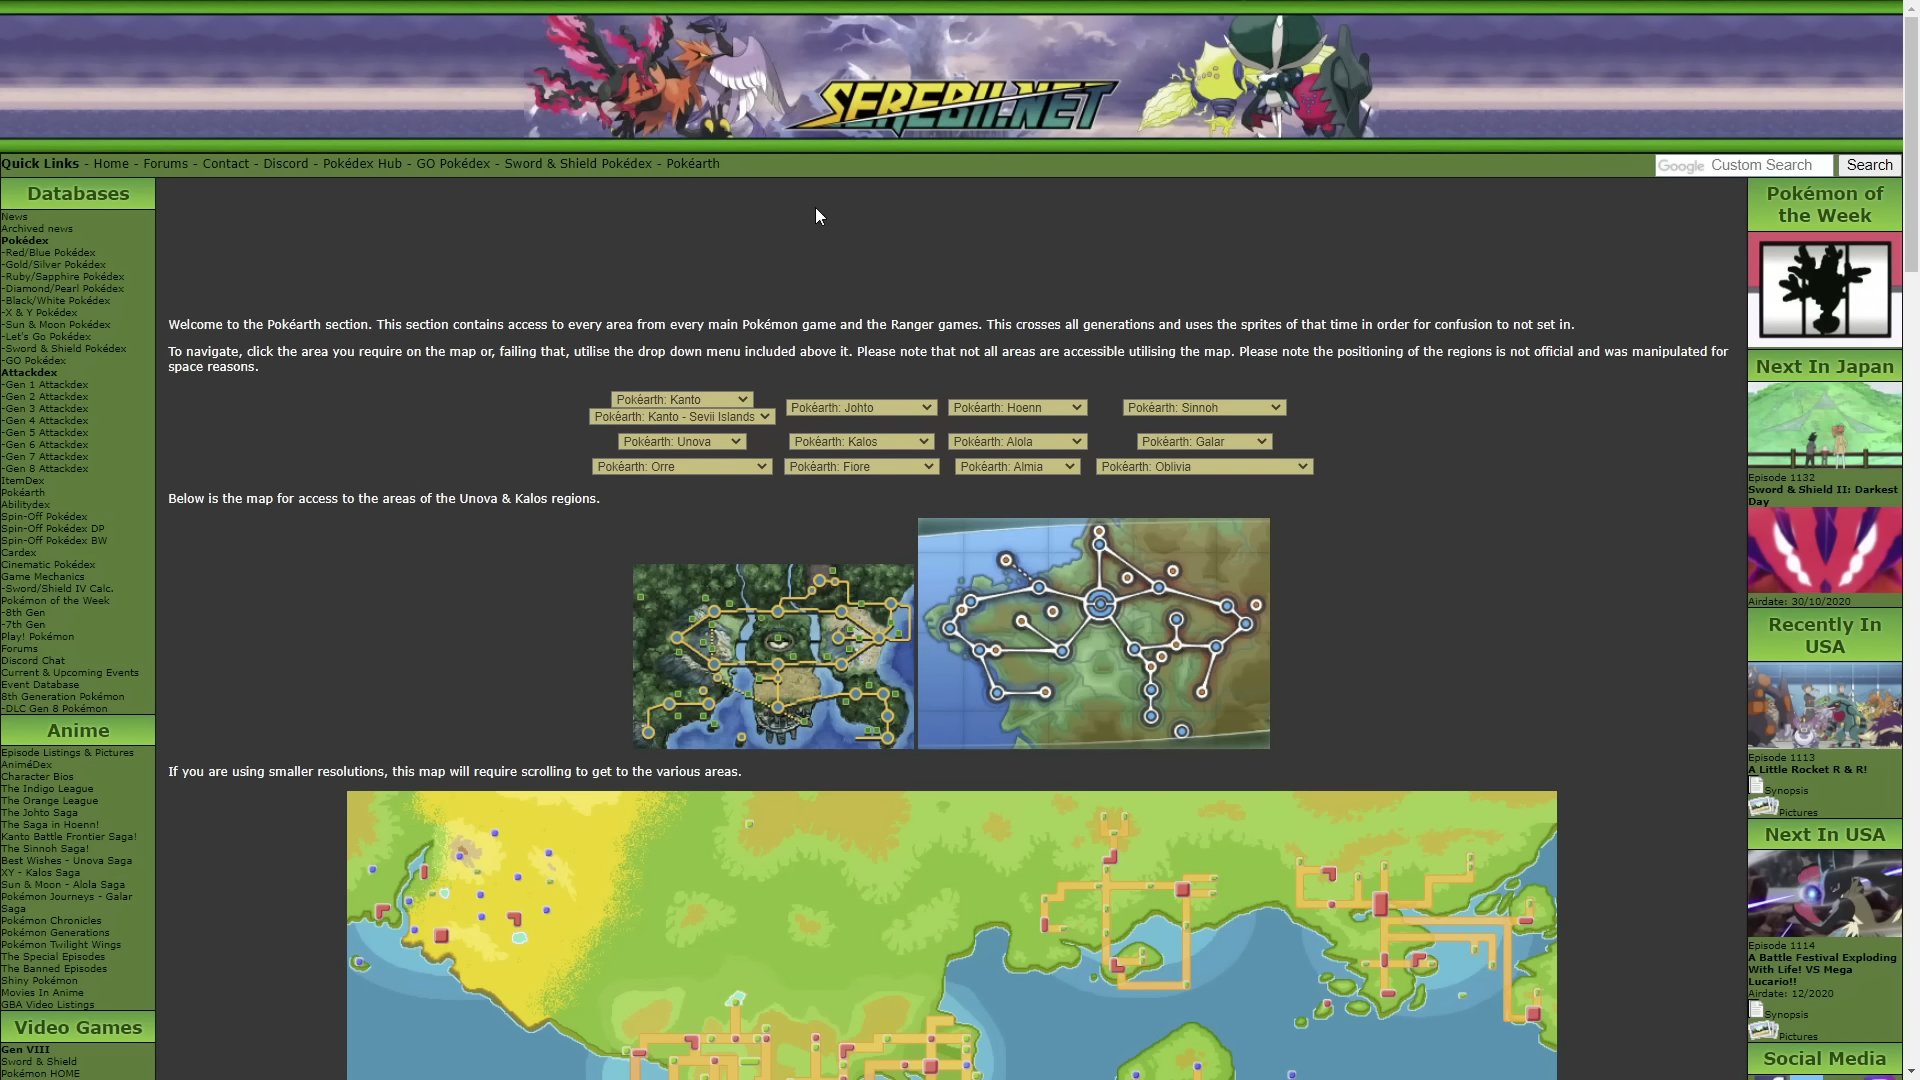 SEREBII.NET
Quick Links - Home - Forums - Contact - Discord - Pokédex Hub - GO Pokédex - Sword & Shield Pokédex - Pokéarth
Google Custom Search
Search
Databases
News
Archived news
Pokédex
-Red/Blue Pokédex
-Gold/Silver Pokédex
-Ruby/Sapphire Pokédex
-Diamond/Pearl Pokédex
-Black/White Pokédex
-X & Y Pokédex
-Sun & Moon Pokédex
-Let's Go Pokédex
-Sword & Shield Pokédex
-GO Pokédex
Attackdex
-Gen 1 Attackdex
-Gen 2 Attackdex
-Gen 3 Attackdex
-Gen 4 Attackdex
-Gen 5 Attackdex
-Gen 6 Attackdex
-Gen 7 Attackdex
-Gen 8 Attackdex
ItemDex
Pokéarth
Abilitydex
Spin-Off Pokédex
Spin-Off Pokédex DP
Spin-Off Pokédex BW
Cardex
Cinematic Pokédex
Game Mechanics
-Sword/Shield IV Calc.
Pokémon of the Week
-8th Gen
-7th Gen
Play! Pokémon
Forums
Discord Chat
Current & Upcoming Events
Event Database
8th Generation Pokémon
-DLC Gen 8 Pokémon
Anime
Episode Listings & Pictures
AniméDex
Character Bios
The Indigo League
The Orange League
The Johto Saga
The Saga in Hoenn!
Kanto Battle Frontier Saga!
The Sinnoh Saga!
Best Wishes - Unova Saga
XY - Kalos Saga
Sun & Moon - Alola Saga
Pokémon Journeys - Galar
Saga
Pokémon Chronicles
Pokémon Generations
Pokémon Twilight Wings
The Special Episodes
The Banned Episodes
Shiny Pokémon
Movies In Anime
GBA Video Listings
Video Games
Gen VIII
Sword & Shield
Pokémon HOME
Welcome to the Pokéarth section. This section contains access to every area from every main Pokémon game and the Ranger games. This crosses all generations and uses the sprites of that time in order for confusion to not set in.
To navigate, click the area you require on the map or, failing that, utilise the drop down menu included above it. Please note that not all areas are accessible utilising the map. Please note the positioning of the regions is not official and was manipulated for
space reasons.
Pokéarth: Kanto
Pokéarth: Kanto - Sevii Islands
Pokéarth: Johto
Pokéarth: Hoenn
Pokéarth: Sinnoh
Pokéarth: Unova
Pokéarth: Kalos
Pokéarth: Alola
Pokéarth: Galar
Pokéarth: Orre
Pokéarth: Fiore
Pokéarth: Almia
Pokéarth: Oblivia
Below is the map for access to the areas of the Unova & Kalos regions.
If you are using smaller resolutions, this map will require scrolling to get to the various areas.
Pokémon of
the Week
Next In Japan
Episode 1132
Sword & Shield II: Darkest
Day
Airdate: 30/10/2020
Recently In
USA
Episode 1113
A Little Rocket R & R!
Synopsis
Pictures
Next In USA
Episode 1114
A Battle Festival Exploding
With Life! VS Mega
Lucario!!
Airdate: 12/2020
Synopsis
Pictures
Social Media